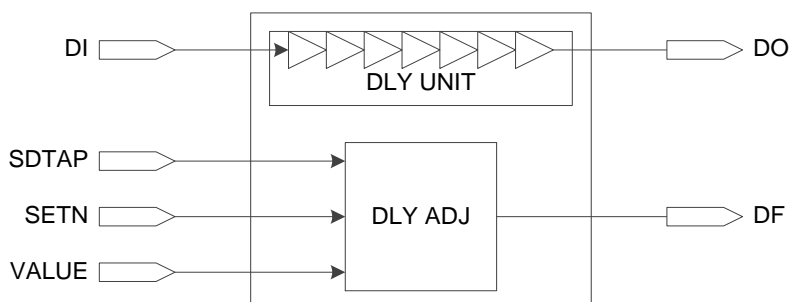 DI
DO
DLY UNIT
SDTAP
SETN
DLY ADJ
DF
VALUE